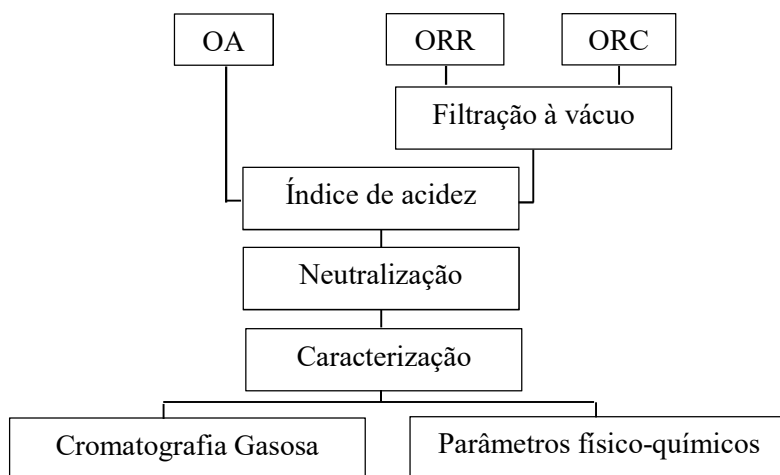 OA
ORR
ORC
Filtração à vácuo
Índice de acidez
Neutralização
Caracterização
Cromatografia Gasosa
Parâmetros físico-químicos